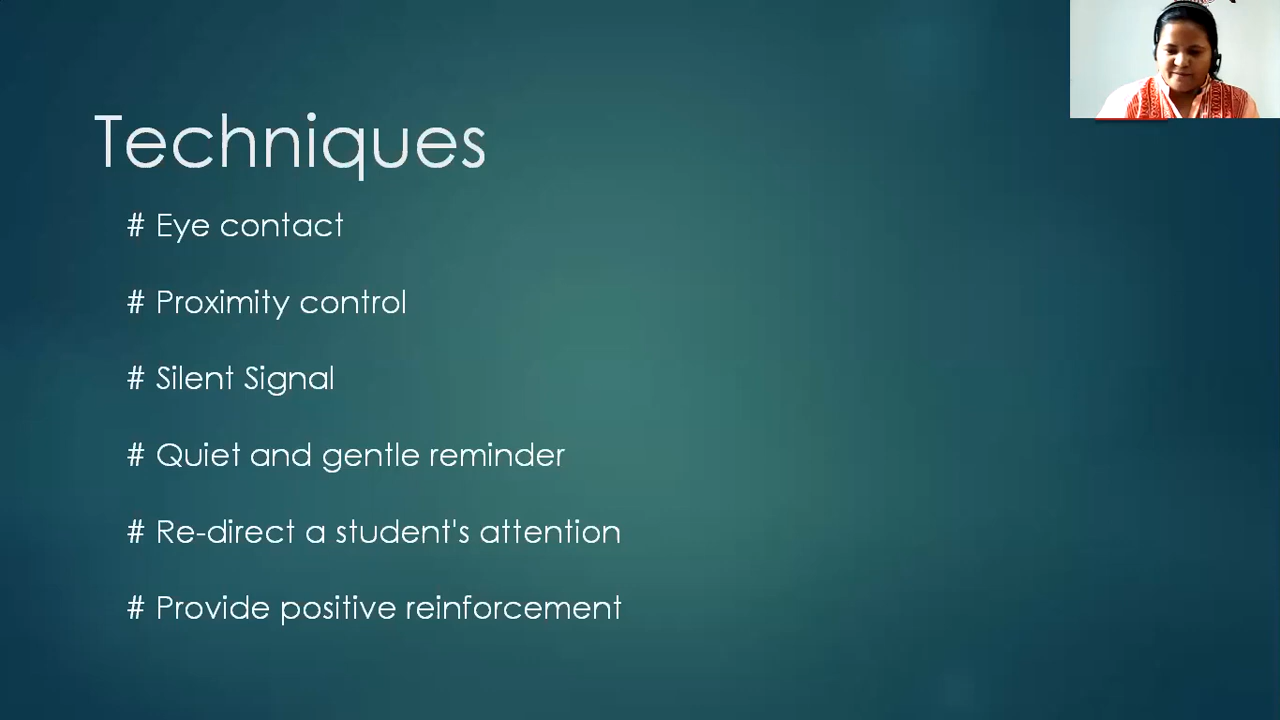 Techniques
# Eye contact
# Proximity control
# Silent Signal
# Quiet and gentle reminder
# Re-direct a student's attention
# Provide positive reinforcement